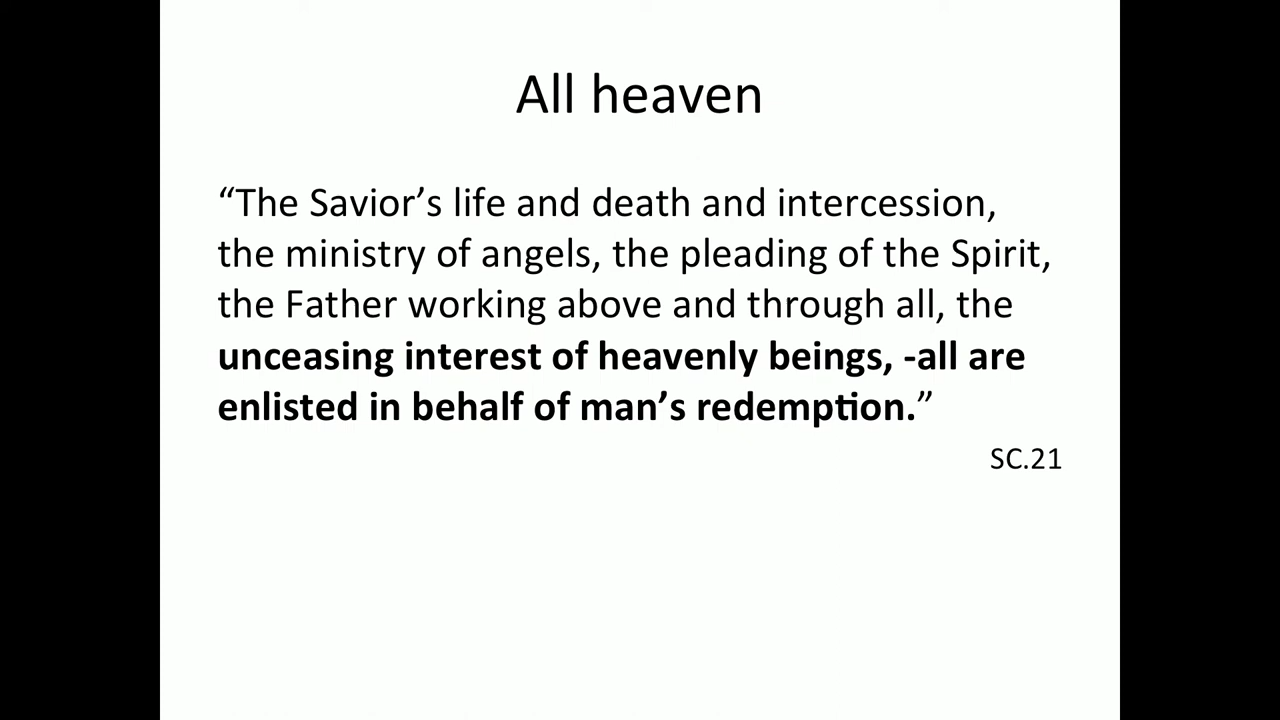 All heaven
“The Savior’s life and death and intercession,
the ministry of angels, the pleading of the Spirit,
the Father working above and through all, the
unceasing interest of heavenly beings, -all are
enlisted in behalf of man’s redemption.”
SC.21